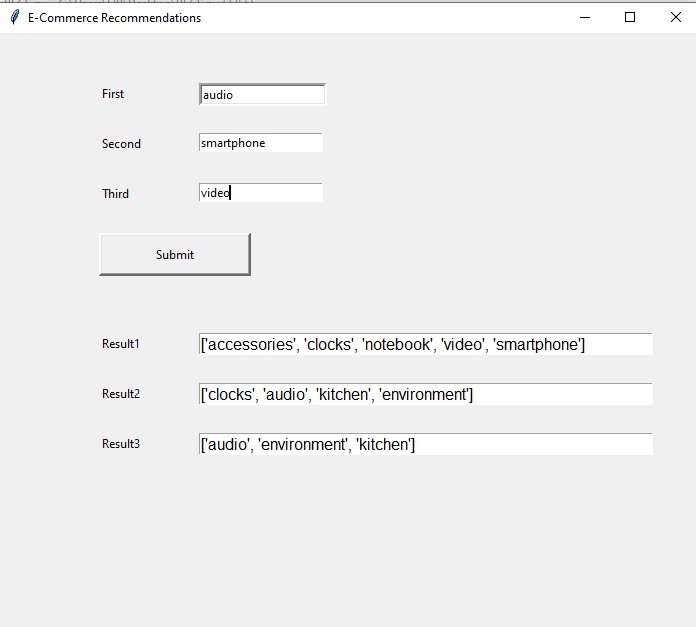 E-Commerce Recommendations
First audio
Second smartphone
Third video
Submit
Result1 ['accessories', 'clocks', 'notebook', 'video', 'smartphone']
Result2 ['clocks', 'audio', 'kitchen', 'environment']
Result3 ['audio', 'environment', 'kitchen']